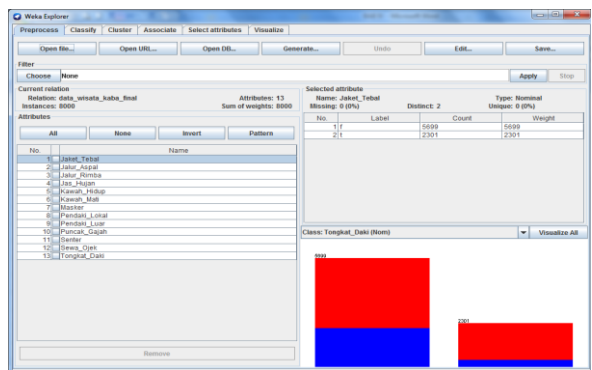 Weka Explorer
Preprocess Classify Cluster Associate Select attributes Visualize
Open file... Open URL... Open DB... Generate... Undo Edit... Save...
Filter
Choose None Apply Stop
Current relation
Relation: data_wisata_kaba_final Attributes: 13
Instances: 8000 Sum of weights: 8000
Attributes
All None Invert Pattern
No. Name
1 Jaket_Tebal
2 Jalur_Aspal
3 Jalur_Rimba
4 Jas_Hujan
5 Kawah_Hidup
6 Kawah_Mati
7 Masker
8 Pendaki_Lokal
9 Pendaki_Luar
10 Puncak_Gajah
11 Senter
12 Sewa_Ojek
13 Tongkat_Daki
Remove
Selected attribute
Name: Jaket_Tebal Type: Nominal
Missing: 0 (0%) Distinct: 2 Unique: 0 (0%)
No. Label Count Weight
1 f 5699 5699
2 t 2301 2301
Class: Tongkat_Daki (Nom) Visualize All
5699
2301